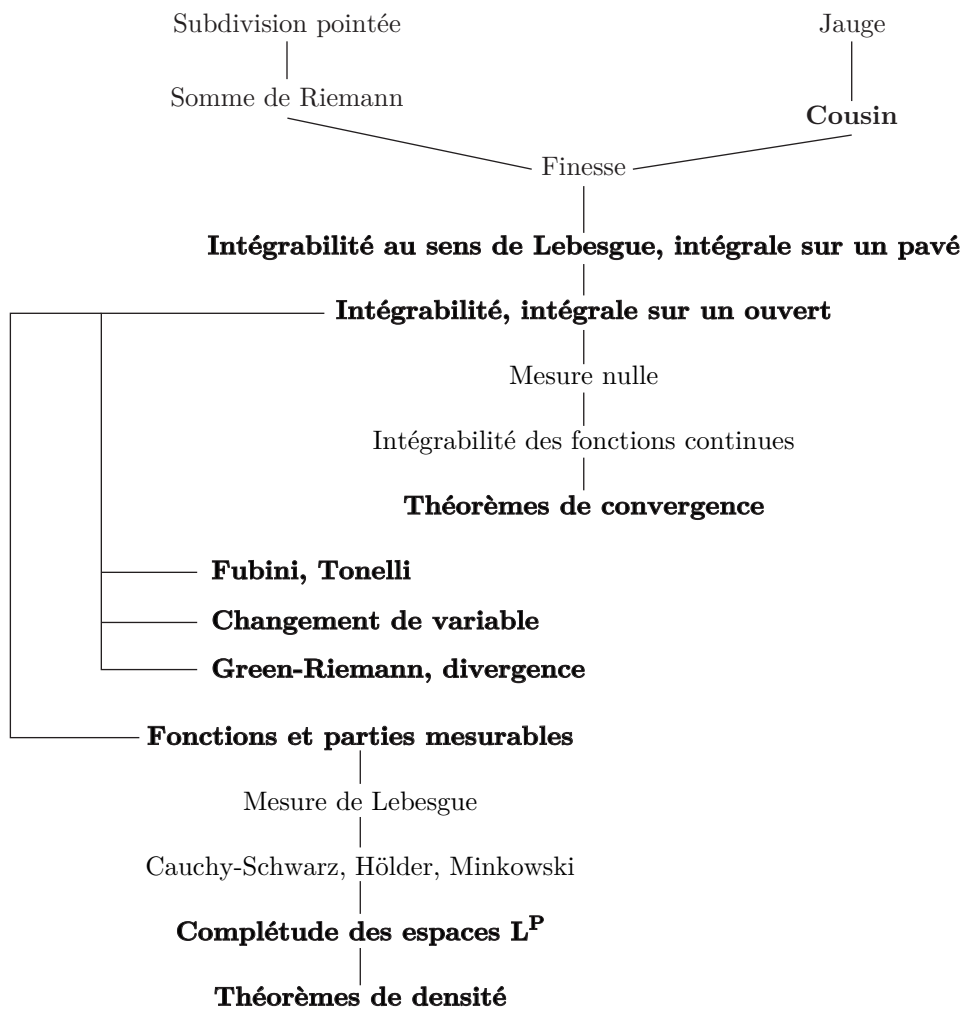 Subdivision pointée
Jauge
Somme de Riemann
Cousin
Finesse
Intégrabilité au sens de Lebesgue, intégrale sur un pavé
Intégrabilité, intégrale sur un ouvert
Mesure nulle
Intégrabilité des fonctions continues
Théorèmes de convergence
Fubini, Tonelli
Changement de variable
Green-Riemann, divergence
Fonctions et parties mesurables
Mesure de Lebesgue
Cauchy-Schwarz, Hölder, Minkowski
Complétude des espaces L^P
Théorèmes de densité